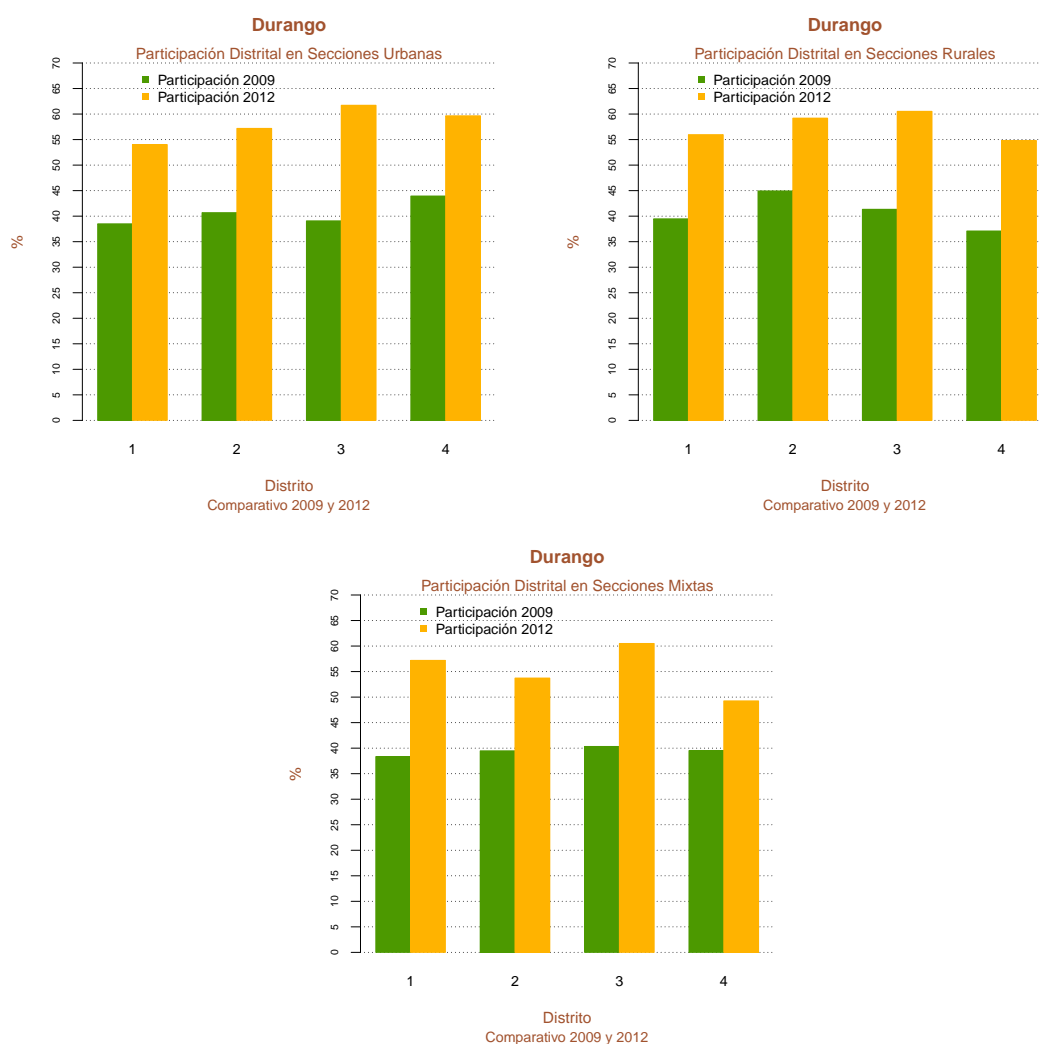 Durango
Participación Distrital en Secciones Urbanas
Participación 2009
Participación 2012
70
65
60
55
50
45
40
35
30
25
20
15
10
5
0
%
1 2 3 4
Distrito
Comparativo 2009 y 2012
Durango
Participación Distrital en Secciones Rurales
Participación 2009
Participación 2012
70
65
60
55
50
45
40
35
30
25
20
15
10
5
0
%
1 2 3 4
Distrito
Comparativo 2009 y 2012
Durango
Participación Distrital en Secciones Mixtas
Participación 2009
Participación 2012
70
65
60
55
50
45
40
35
30
25
20
15
10
5
0
%
1 2 3 4
Distrito
Comparativo 2009 y 2012